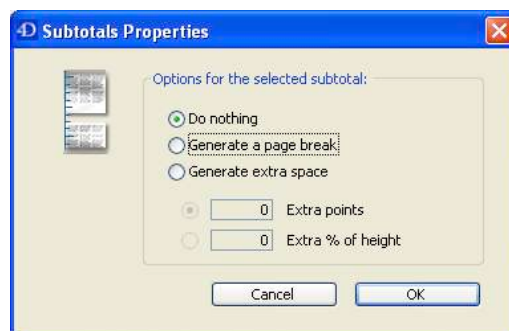 4D Subtotals Properties
Options for the selected subtotal:
Do nothing
Generate a page break
Generate extra space
0 Extra points
0 Extra % of height
Cancel OK